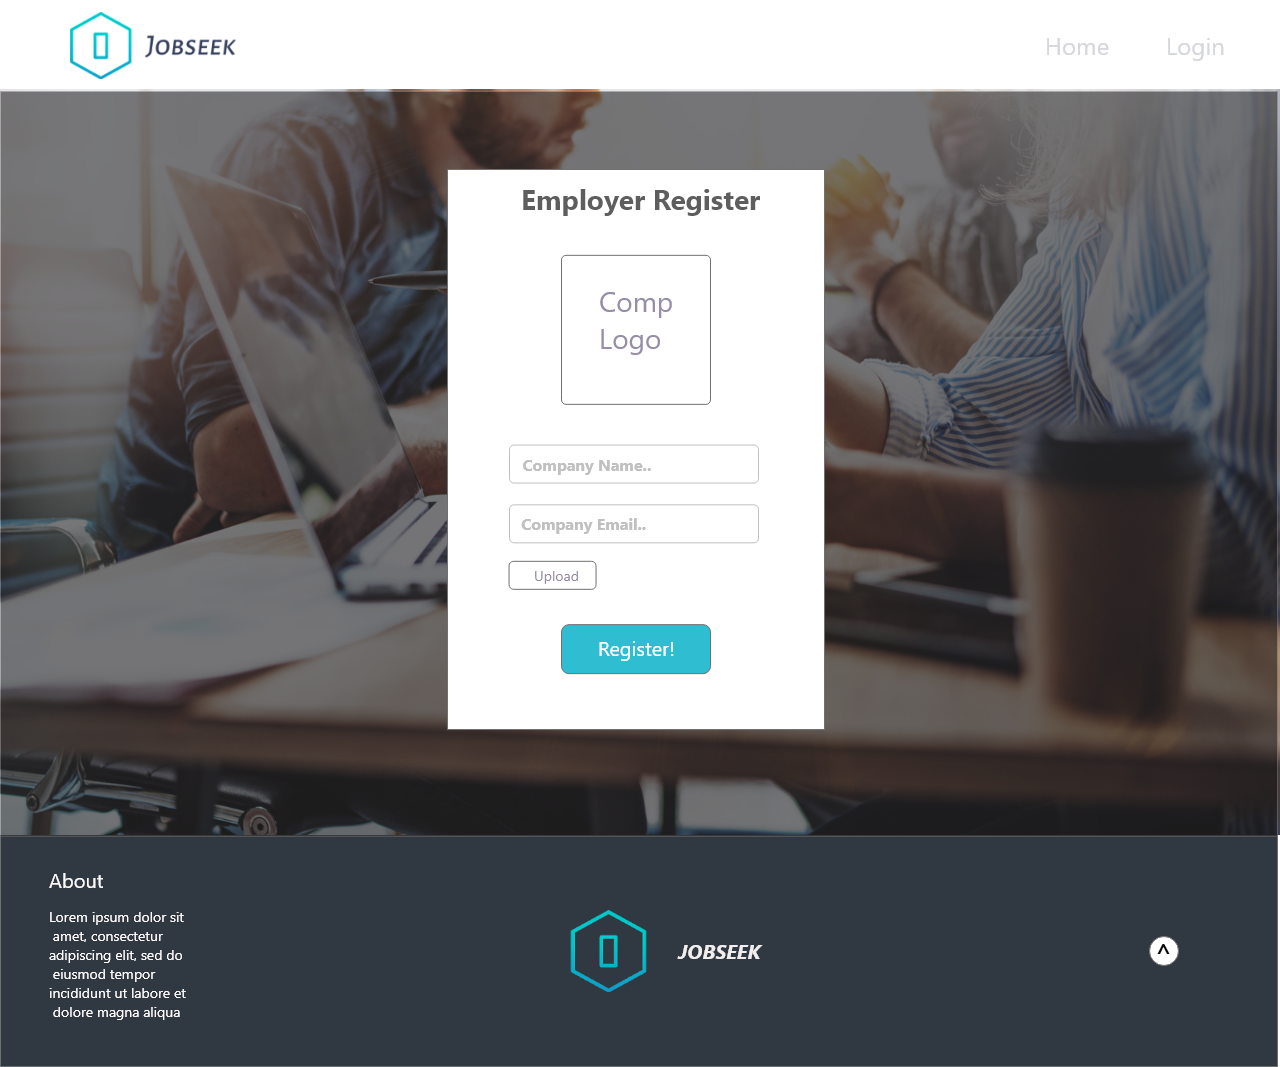 JOBSEEK
Home
Login
Employer Register
Comp
Logo
Company Name..
Company Email..
Upload
Register!
About
Lorem ipsum dolor sit
amet, consectetur
adipiscing elit, sed do
eiusmod tempor
incididunt ut labore et
dolore magna aliqua
JOBSEEK
^